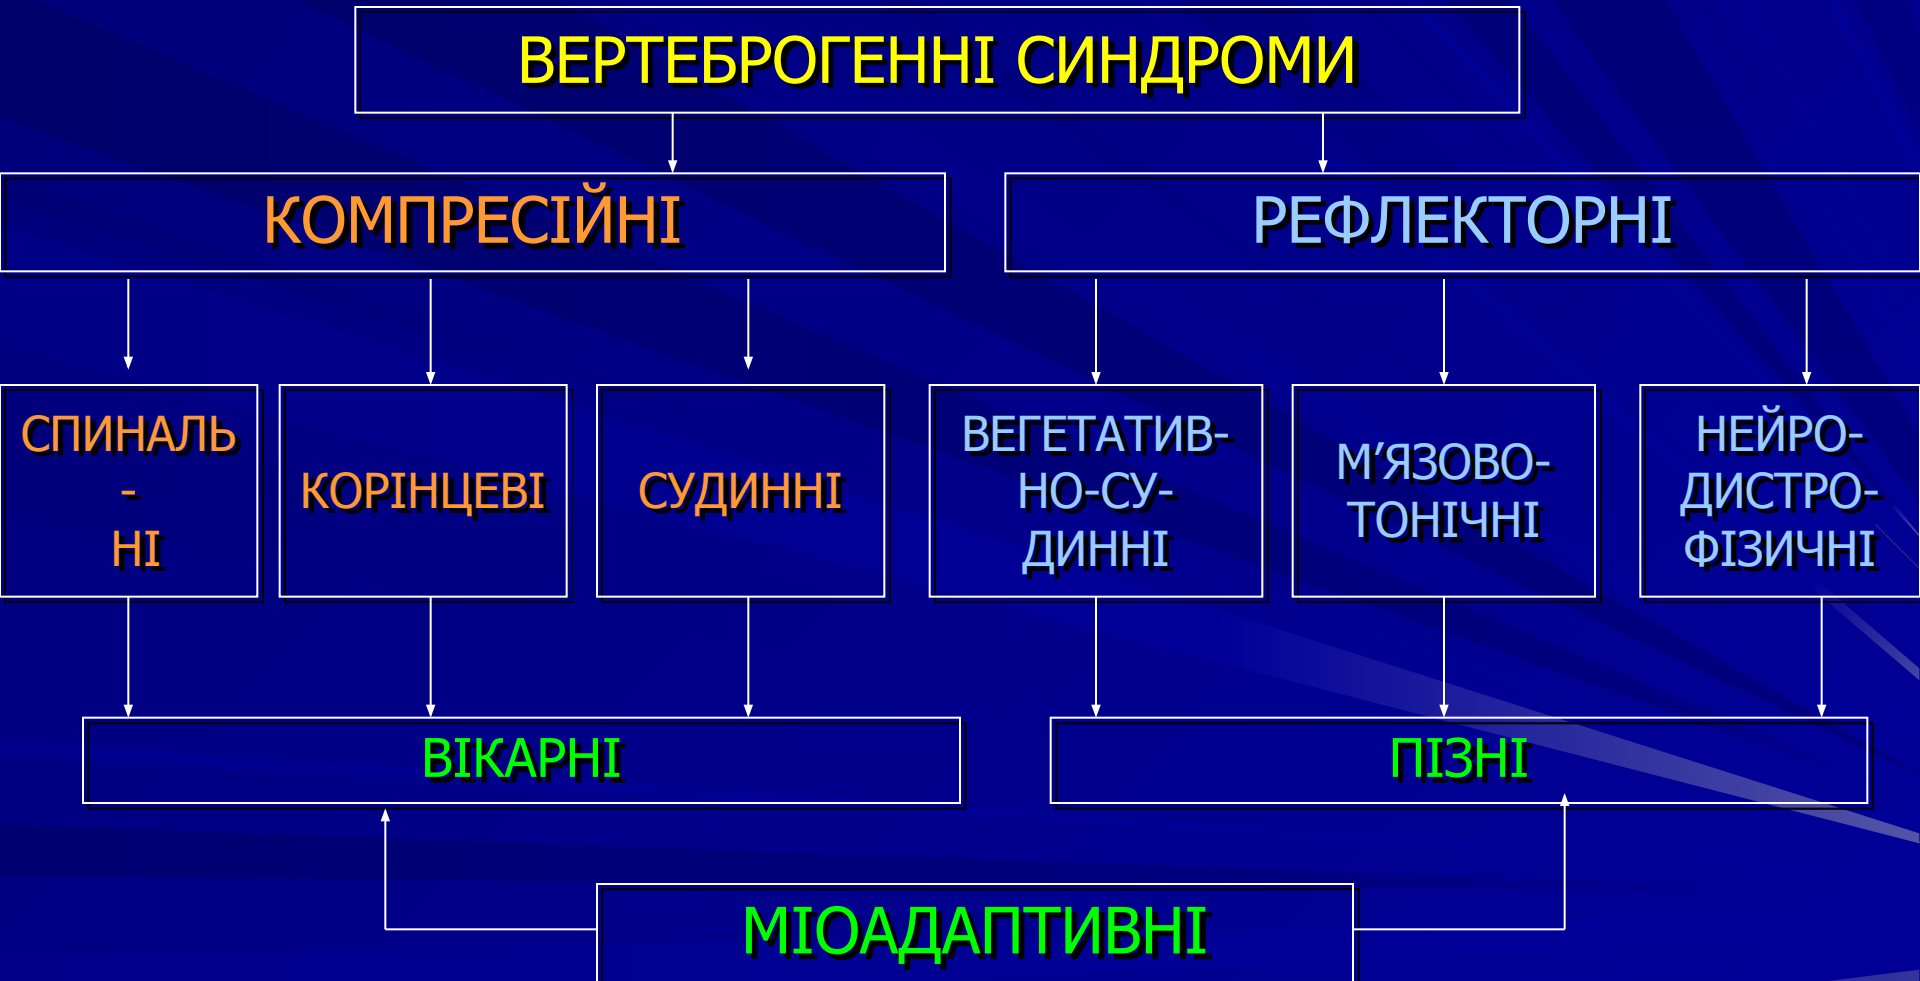 ВЕРТЕБРОГЕННІ СИНДРОМИ
КОМПРЕСІЙНІ
РЕФЛЕКТОРНІ
СПИНАЛЬ
-
НІ
КОРІНЦЕВІ
СУДИННІ
ВЕГЕТАТИВ-
НО-СУ-
ДИННІ
М’ЯЗОВО-
ТОНІЧНІ
НЕЙРО-
ДИСТРО-
ФІЗИЧНІ
ВІКАРНІ
ПІЗНІ
МІОАДАПТИВНІ